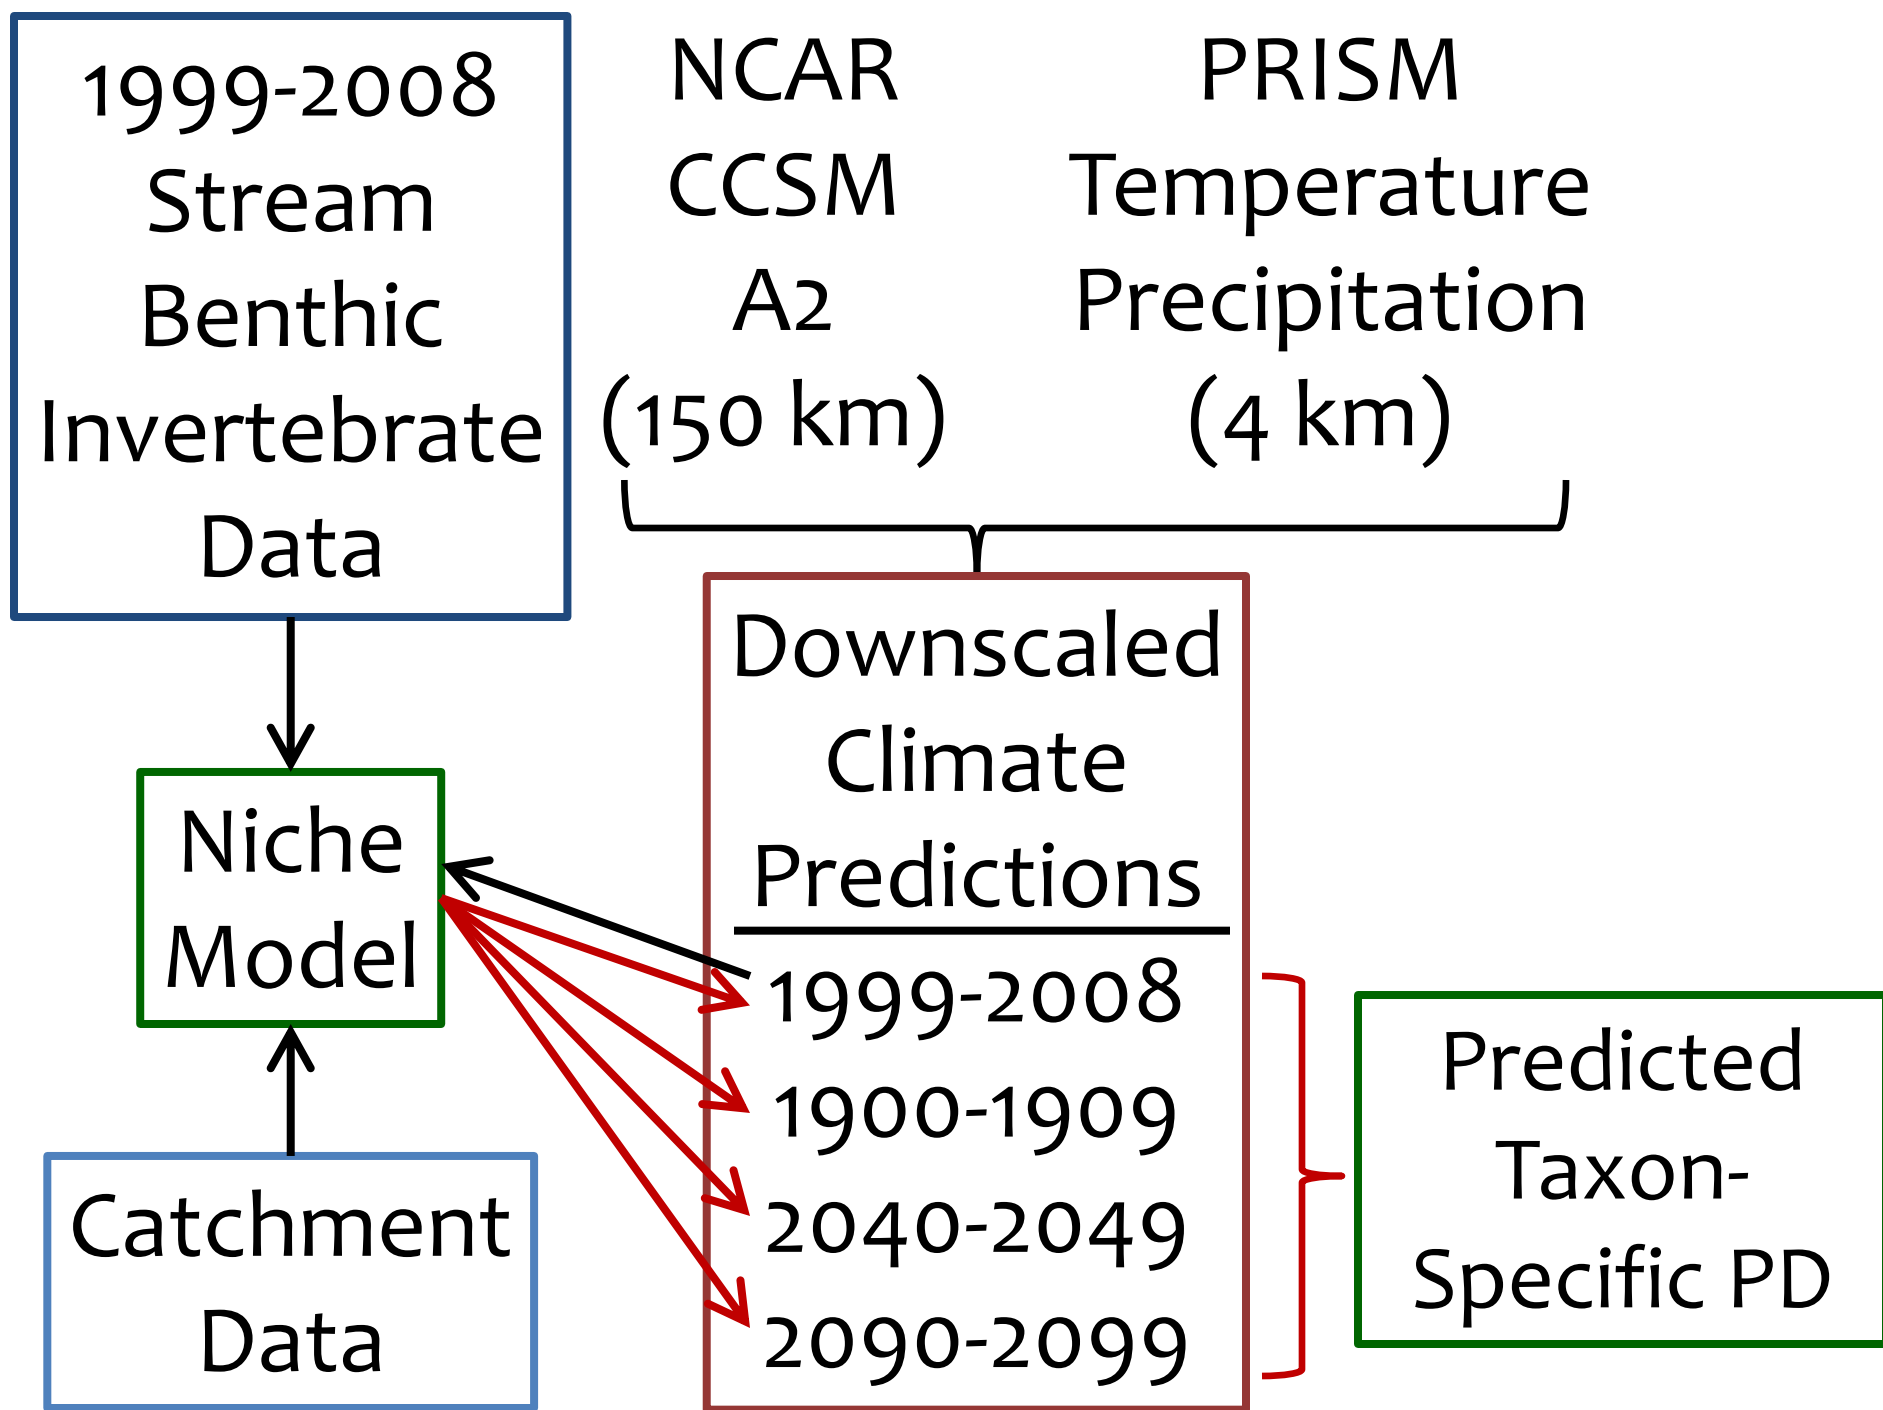 1999-2008
Stream
Benthic
Invertebrate
Data
NCAR
CCSM
A2
(150 km)
PRISM
Temperature
Precipitation
(4 km)
Downscaled
Climate
Predictions
1999-2008
1900-1909
2040-2049
2090-2099
Niche
Model
Catchment
Data
Predicted
Taxon-
Specific PD